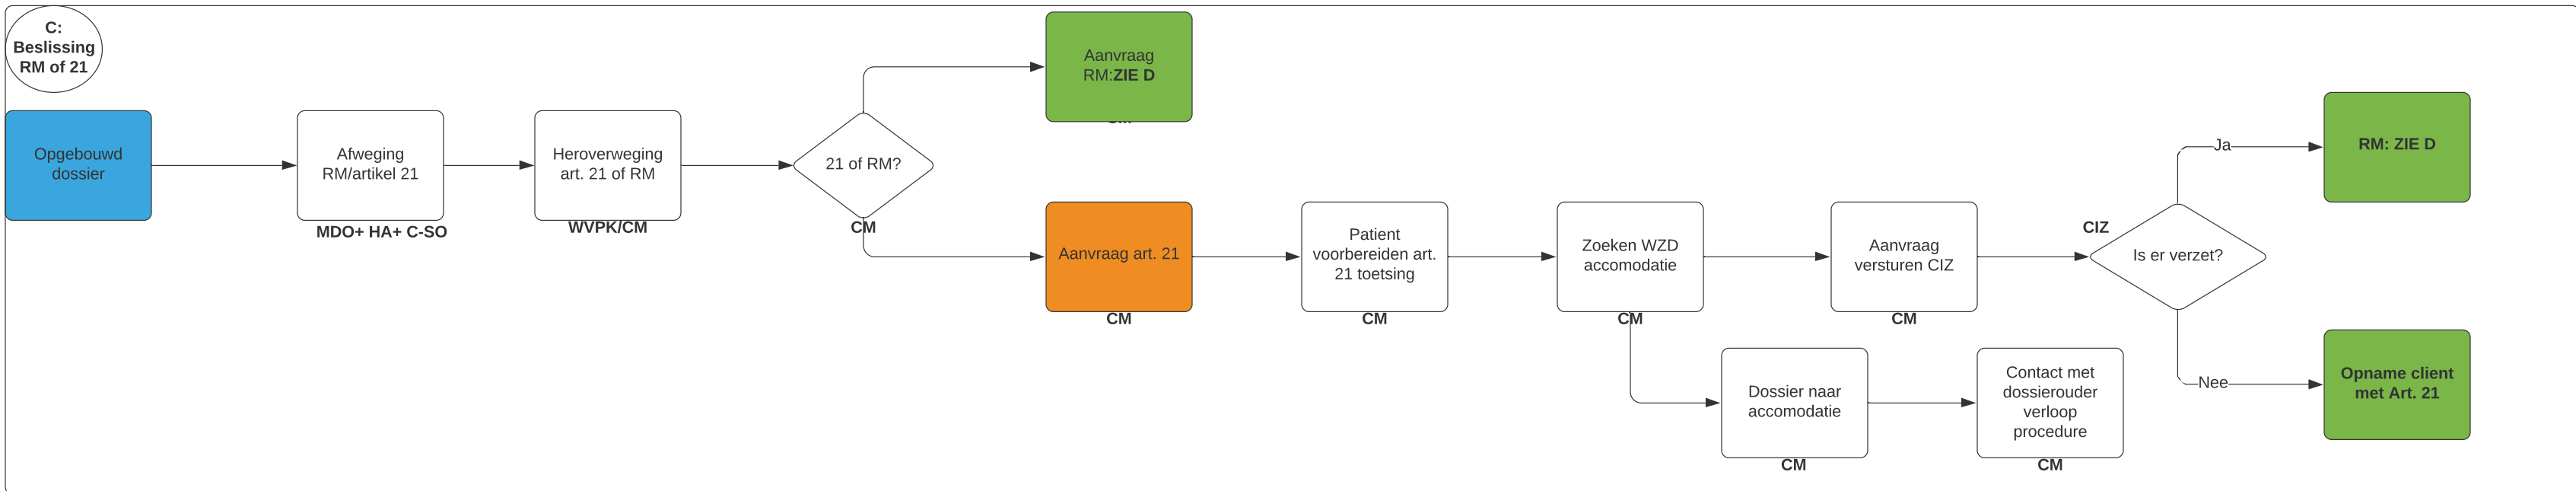 C:
Beslissing
RM of 21
Opgebouwd
dossier
Afweging
RM/artikel 21
MDO+ HA+ C-SO
Heroverweging
art. 21 of RM
WVPK/CM
21 of RM?
CM
Aanvraag
RM:ZIE D
Aanvraag art. 21
CM
Patient
voorbereiden art.
21 toetsing
CM
Zoeken WZD
accomodatie
CM
Dossier naar
accomodatie
CM
Contact met
dossierouder
verloop
procedure
CM
Aanvraag
versturen CIZ
CM
CIZ
Is er verzet?
Ja
RM: ZIE D
Nee
Opname client
met Art. 21